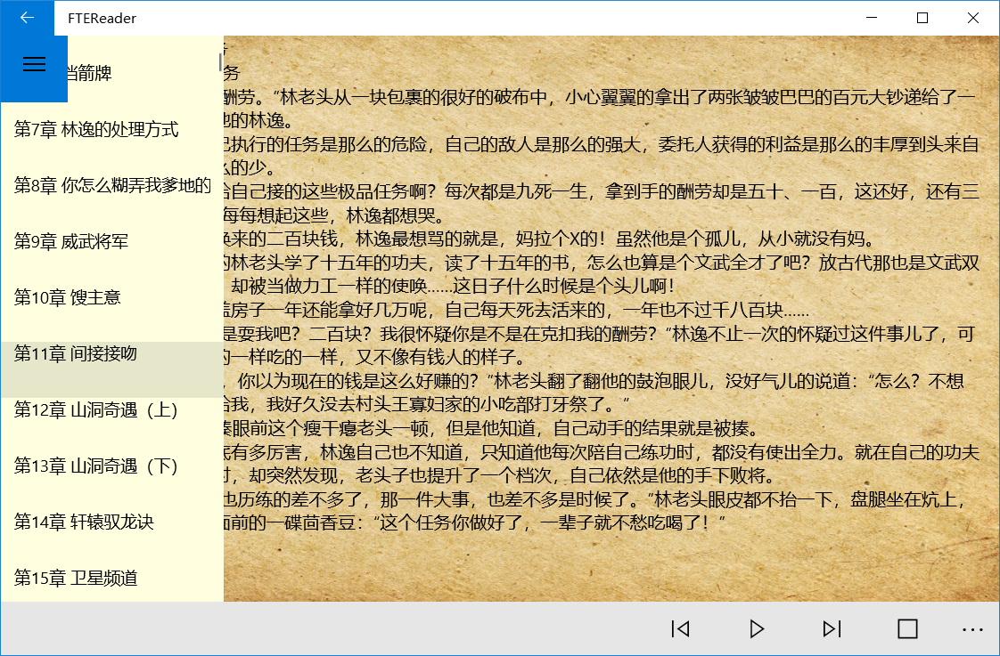 FTEReader
挡箭牌
第7章 林逸的处理方式
第8章 你怎么糊弄我爹地的
第9章 威武将军
第10章 馊主意
第11章 间接接吻
第12章 山洞奇遇（上）
第13章 山洞奇遇（下）
第14章 轩辕驭龙诀
第15章 卫星频道
务
酬劳。“林老头从一块包裹的很好的破布中，小心翼翼的拿出了两张皱皱巴巴的百元大钞递给了一
他的林逸。
己执行的任务是那么的危险，自己的敌人是那么的强大，委托人获得的利益是那么的丰厚到头来自
么的少。
给自己接的这些极品任务啊？每次都是九死一生，拿到手的酬劳却是五十、一百，这还好，还有三
每每想起这些，林逸都想哭。
换来的二百块钱，林逸最想骂的就是，妈拉个X的！虽然他是个孤儿，从小就没有妈。
的林老头学了十五年的功夫，读了十五年的书，怎么也算是个文武全才了吧？放古代那也是文武双
，却被当做力工一样的使唤……这日子什么时候是个头儿啊！
盖房子一年还能拿好几万呢，自己每天死去活来的，一年也不过千八百块……
是耍我吧？二百块？我很怀疑你是不是在克扣我的酬劳？“林逸不止一次的怀疑过这件事儿了，可
的一样吃的一样，又不像有钱人的样子。
，你以为现在的钱是这么好赚的？”林老头翻了翻他的鼓泡眼儿，没好气儿的说道：“怎么？不想
给我，我好久没去村头王寡妇家的小吃部打牙祭了。”
揍眼前这个瘦干瘪老头一顿，但是他知道，自己动手的结果就是被揍。
底有多厉害，林逸自己也不知道，只知道他每次陪自己练功时，都没有使出全力。就在自己的功夫
时，却突然发现，老头子也提升了一个档次，自己依然是他的手下败将。
也历练的差不多了，那一件大事，也差不多是时候了。”林老头眼皮都不抬一下，盘腿坐在炕上，
面前的一碟茴香豆：“这个任务你做好了，一辈子就不愁吃喝了！”